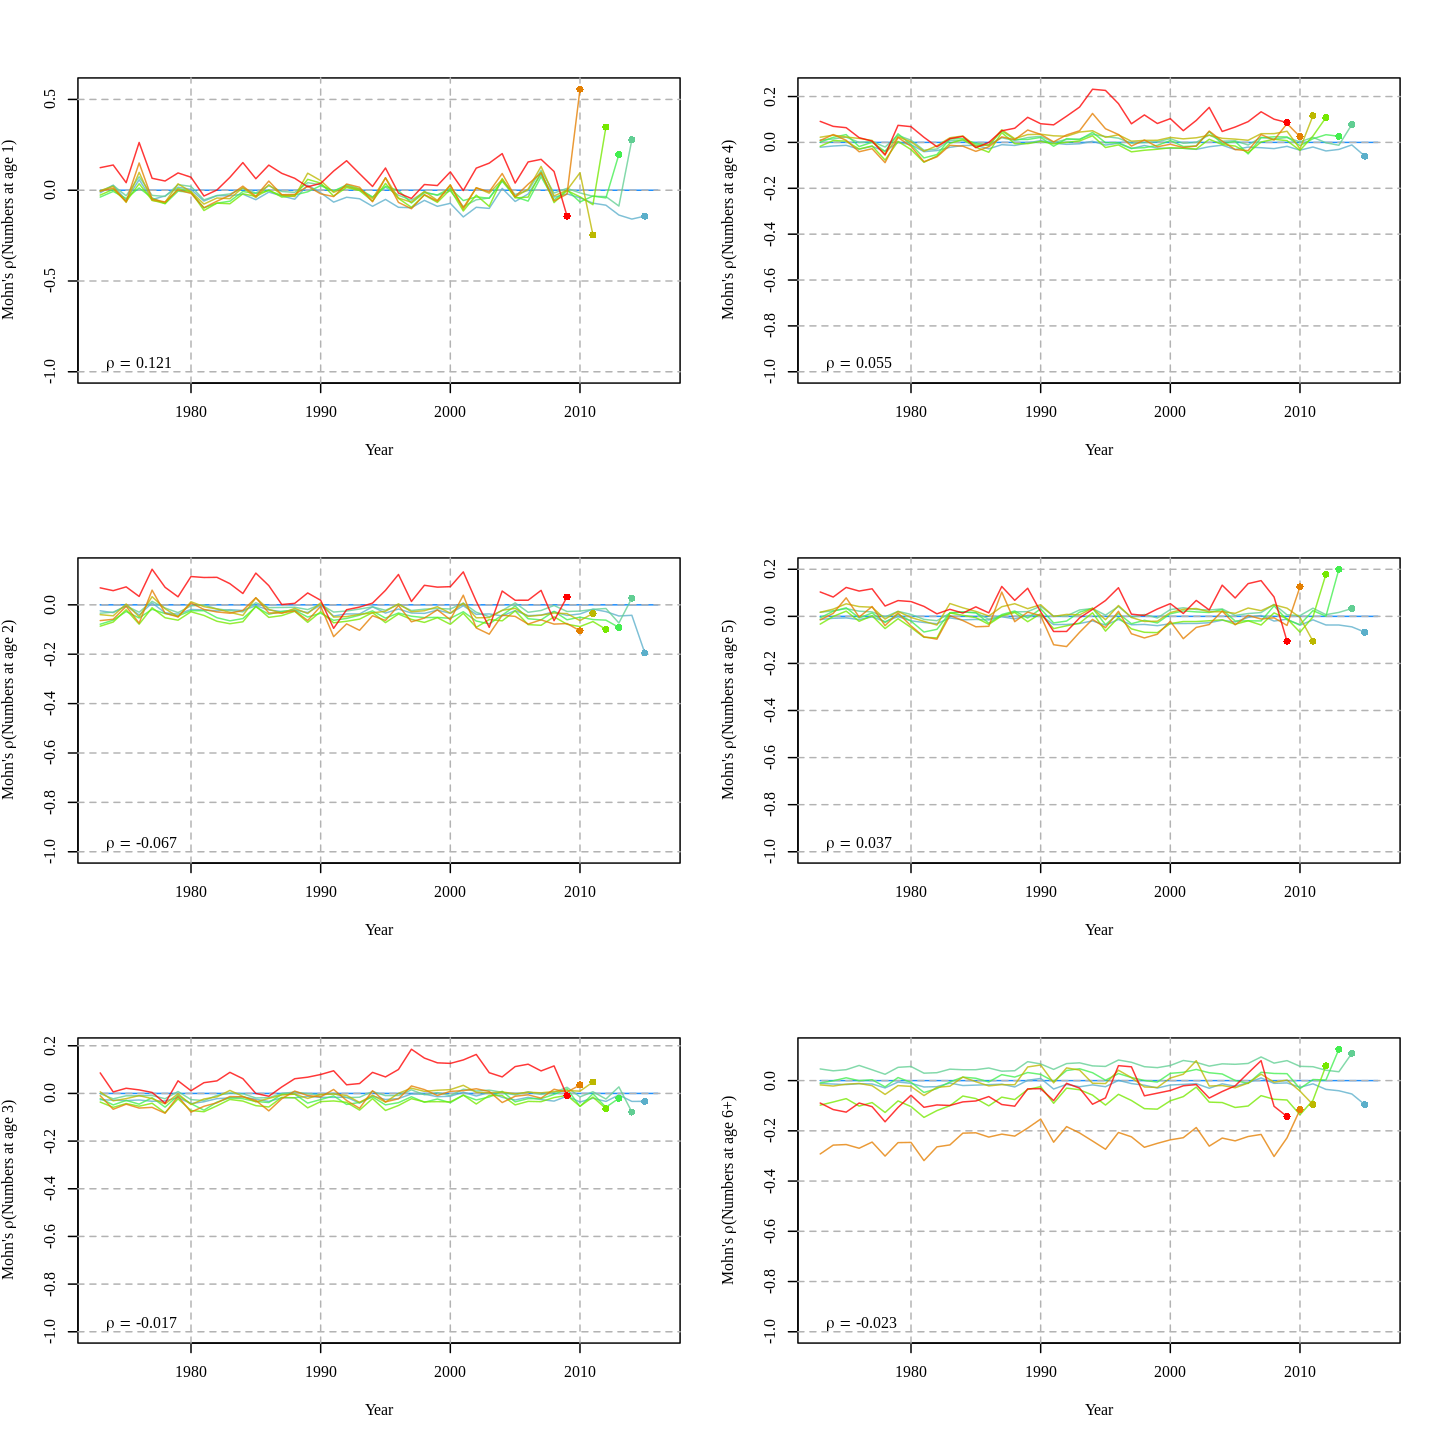 Mohn's ρ(Numbers at age 1)
0.5
0.0
-0.5
-1.0
ρ = 0.121
1980 1990 2000 2010
Year
Mohn's ρ(Numbers at age 4)
0.2
0.0
-0.2
-0.4
-0.6
-0.8
-1.0
ρ = 0.055
1980 1990 2000 2010
Year
Mohn's ρ(Numbers at age 2)
0.0
-0.2
-0.4
-0.6
-0.8
-1.0
ρ = -0.067
1980 1990 2000 2010
Year
Mohn's ρ(Numbers at age 5)
0.2
0.0
-0.2
-0.4
-0.6
-0.8
-1.0
ρ = 0.037
1980 1990 2000 2010
Year
Mohn's ρ(Numbers at age 3)
0.2
0.0
-0.2
-0.4
-0.6
-0.8
-1.0
ρ = -0.017
1980 1990 2000 2010
Year
Mohn's ρ(Numbers at age 6+)
0.0
-0.2
-0.4
-0.6
-0.8
-1.0
ρ = -0.023
1980 1990 2000 2010
Year